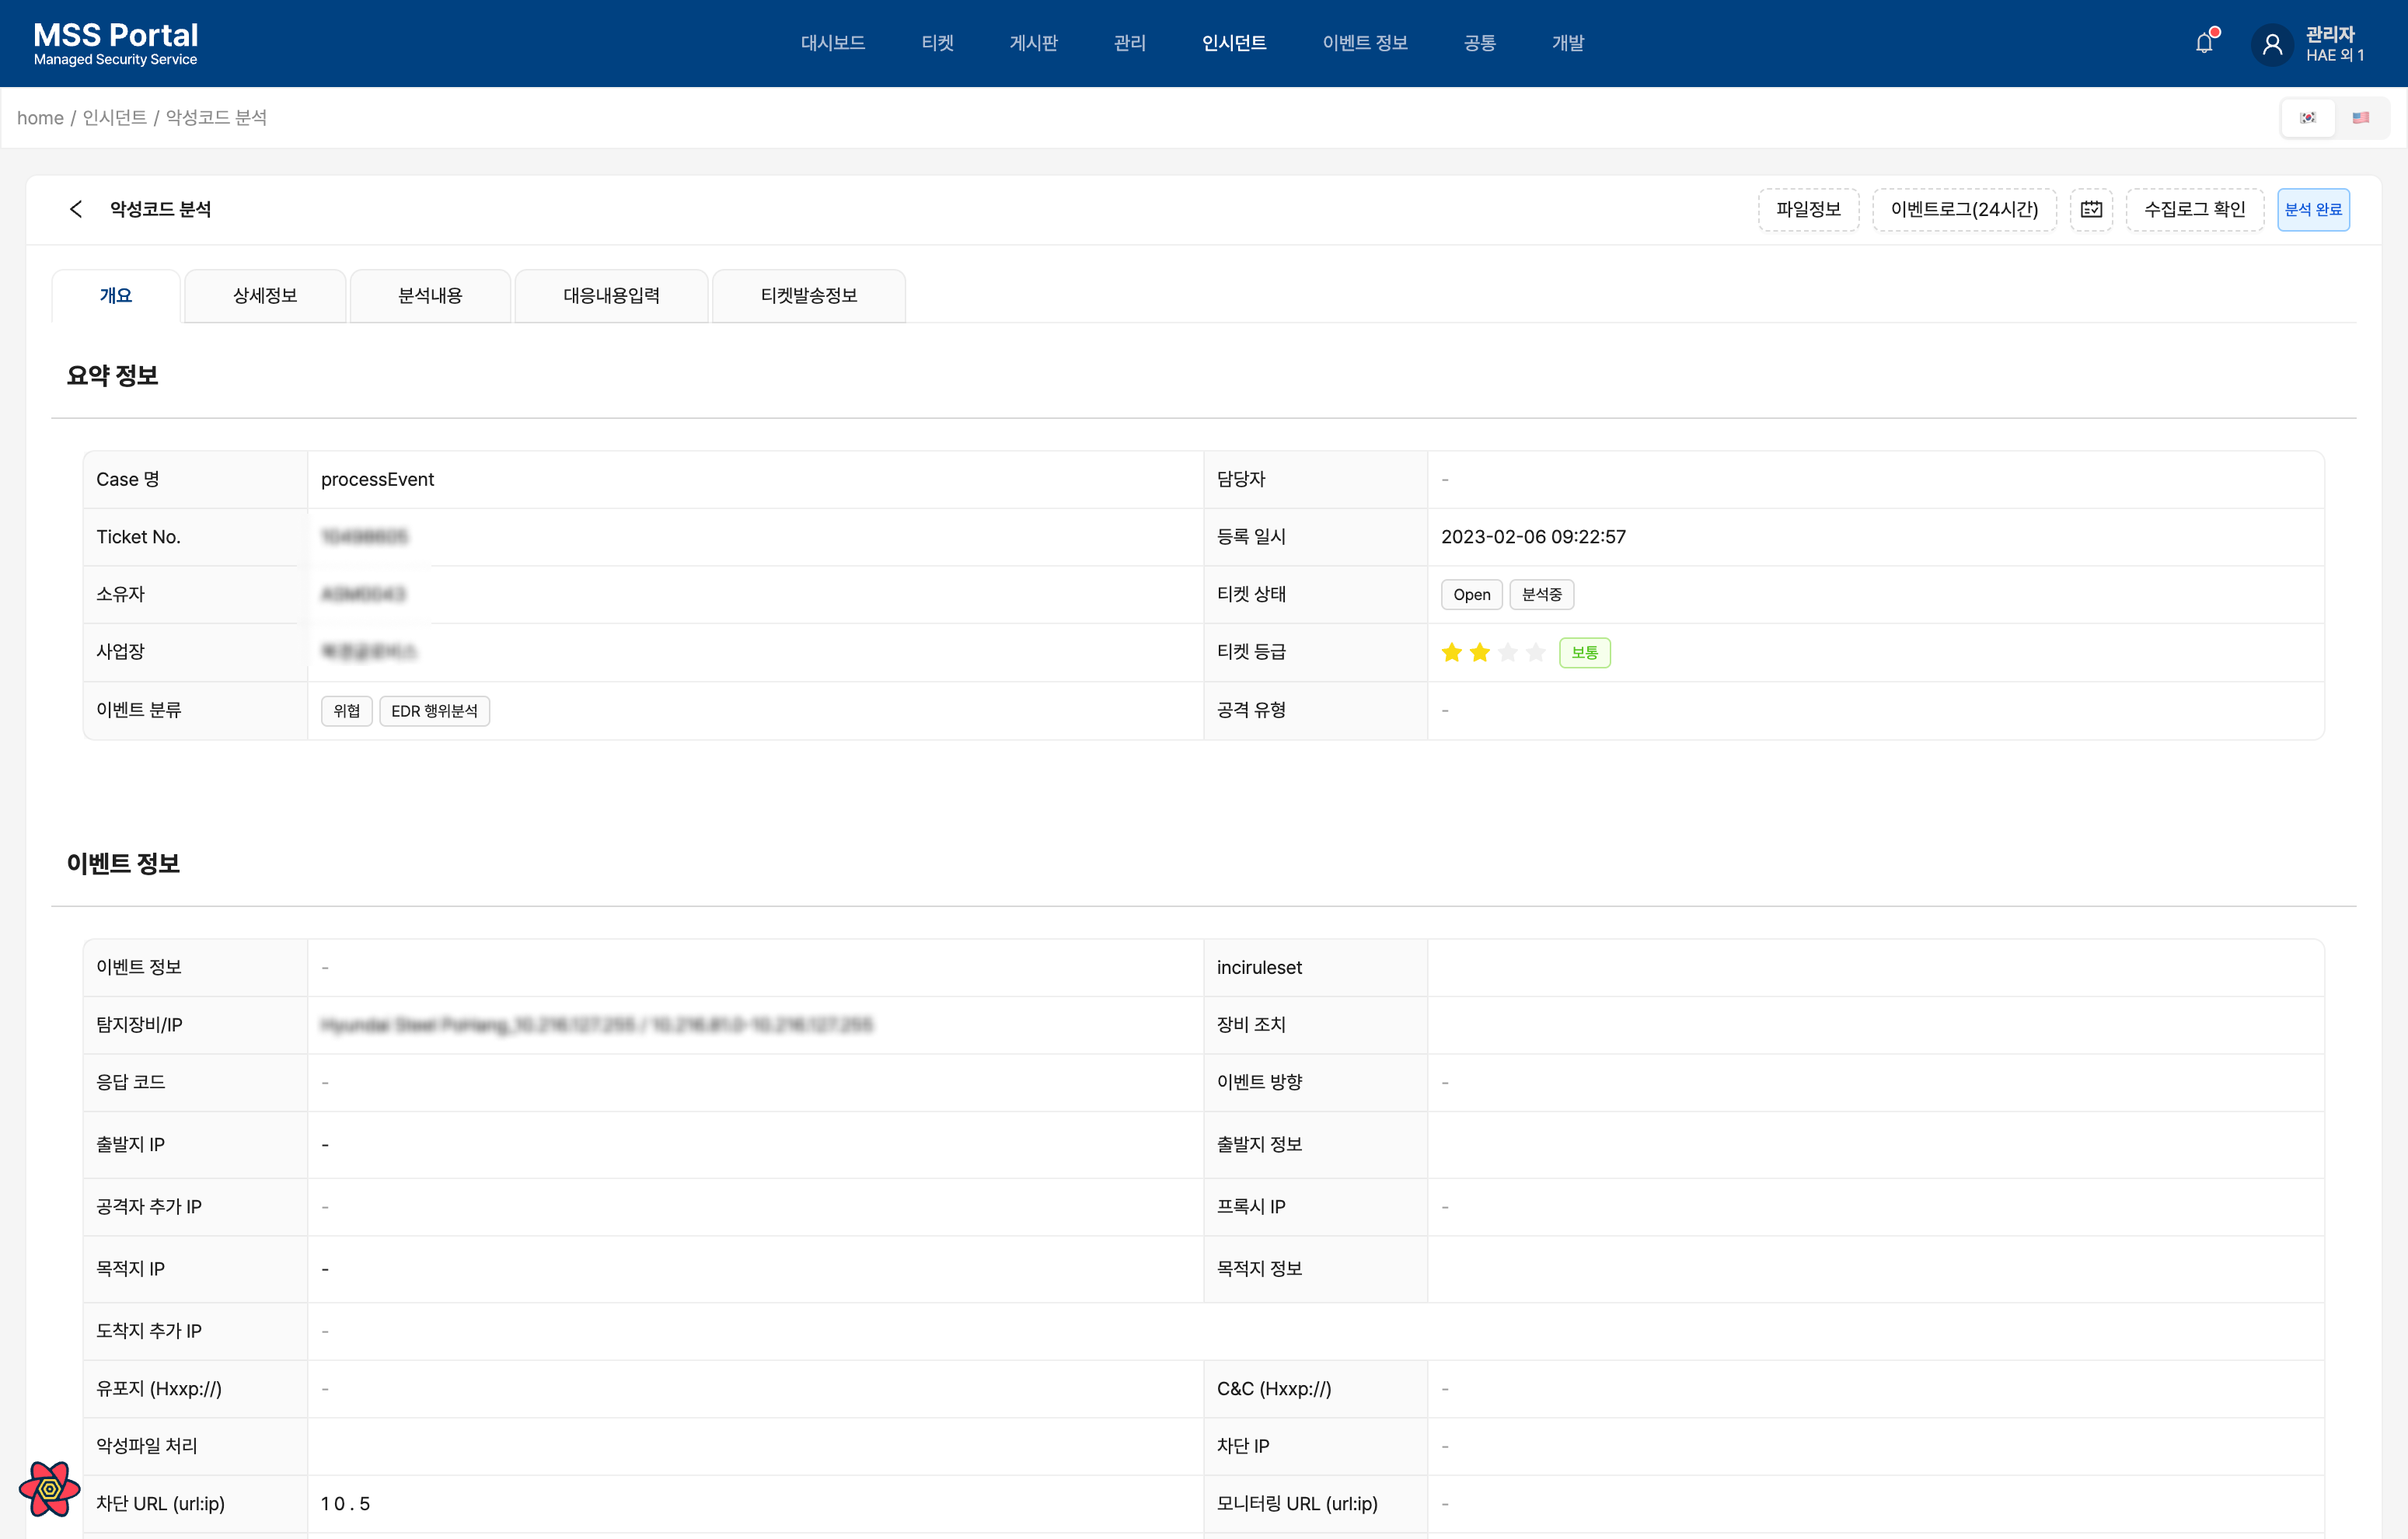 MSS Portal
Managed Security Service
대시보드 티켓 게시판 관리 인시던트 이벤트 정보 공통 개발
관리자
HAE 외 1
home / 인시던트 / 악성코드 분석
악성코드 분석
파일정보 이벤트로그(24시간) 수집로그 확인 분석 완료
개요 상세정보 분석내용 대응내용입력 티켓발송정보
요약 정보
Case 명 processEvent 담당자 -
Ticket No. 등록 일시 2023-02-06 09:22:57
소유자 티켓 상태 Open 분석중
사업장 티켓 등급 보통
이벤트 분류 위협 EDR 행위분석 공격 유형 -
이벤트 정보
이벤트 정보 - inciruleset
탐지장비/IP 장비 조치
응답 코드 - 이벤트 방향 -
출발지 IP - 출발지 정보
공격자 추가 IP - 프록시 IP -
목적지 IP - 목적지 정보
도착지 추가 IP -
유포지 (Hxxp://) - C&C (Hxxp://) -
악성파일 처리 차단 IP -
차단 URL (url:ip) 1 0 . 5 모니터링 URL (url:ip) -